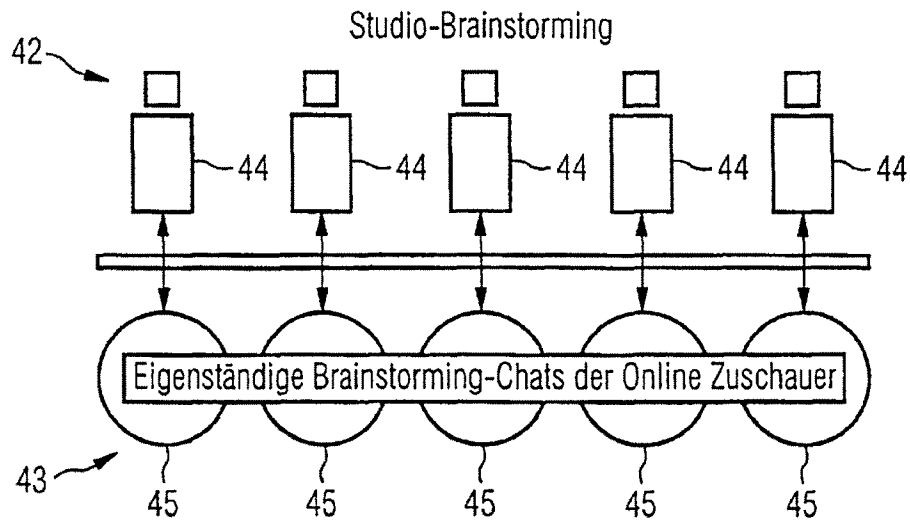 Studio-Brainstorming
42
44 44 44 44 44
Eigenständige Brainstorming-Chats der Online Zuschauer
43
45 45 45 45 45